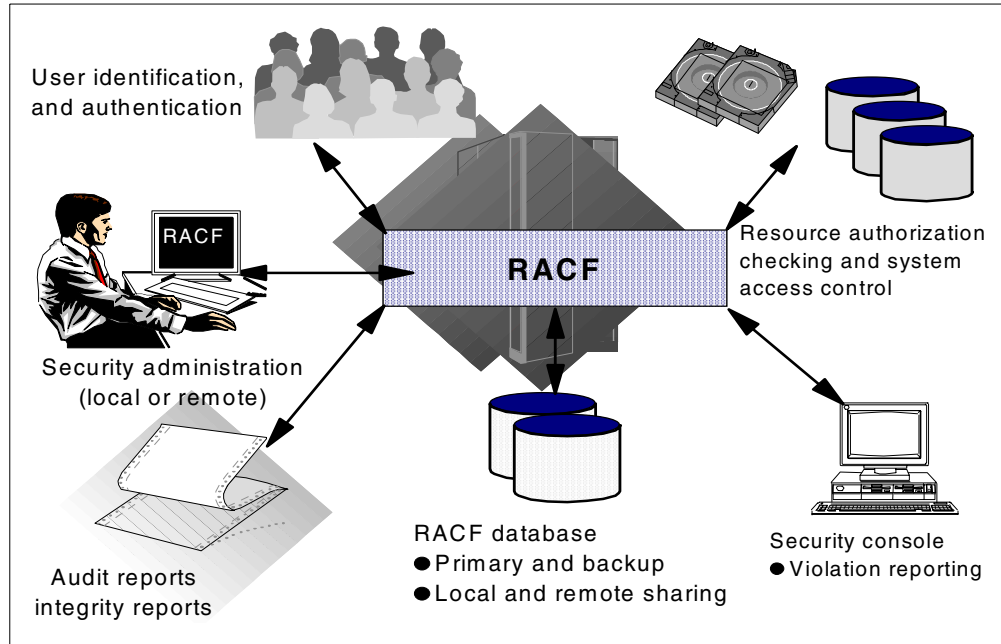 User identification,
and authentication
RACF
RACF
Resource authorization
checking and system
access control
Security administration
(local or remote)
RACF database
● Primary and backup
● Local and remote sharing
Security console
● Violation reporting
Audit reports
integrity reports